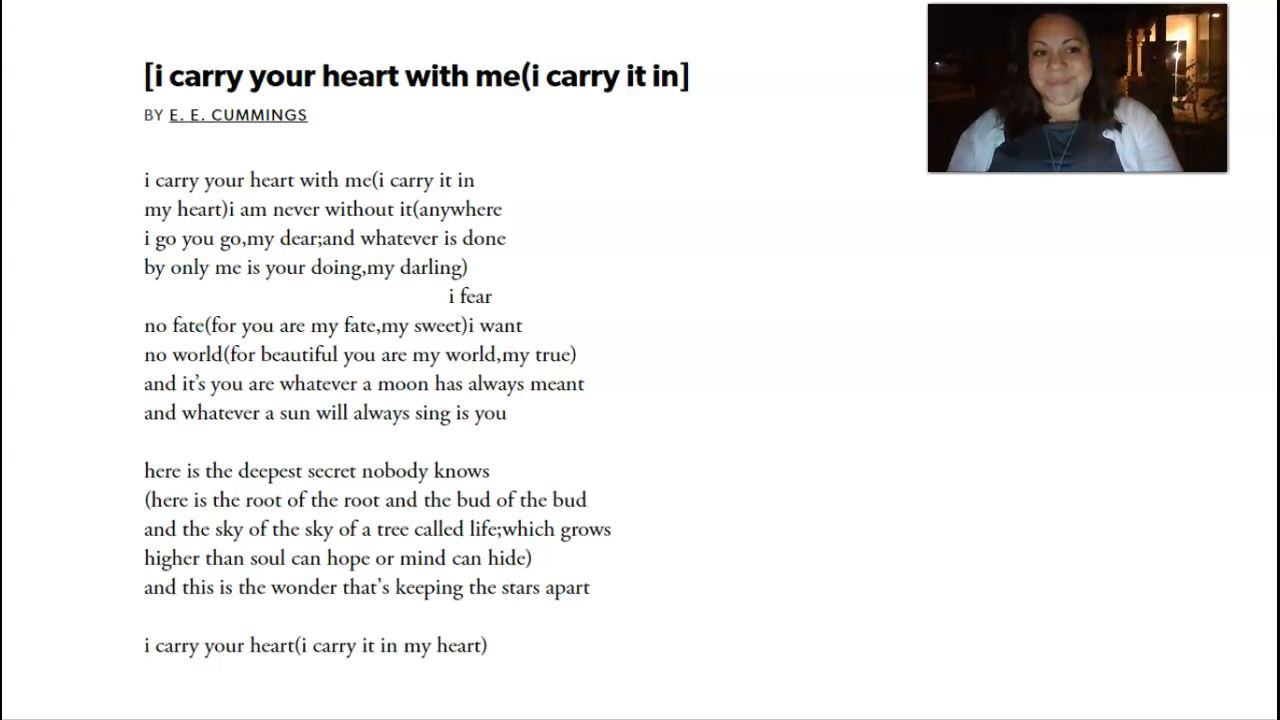 [i carry your heart with me(i carry it in]
BY E. E. CUMMINGS
i carry your heart with me(i carry it in
my heart)i am never without it(anywhere
i go you go,my dear;and whatever is done
by only me is your doing,my darling)
i fear
no fate(for you are my fate,my sweet)i want
no world(for beautiful you are my world,my true)
and it’s you are whatever a moon has always meant
and whatever a sun will always sing is you
here is the deepest secret nobody knows
(here is the root of the root and the bud of the bud
and the sky of the sky of a tree called life;which grows
higher than soul can hope or mind can hide)
and this is the wonder that's keeping the stars apart
i carry your heart(i carry it in my heart)